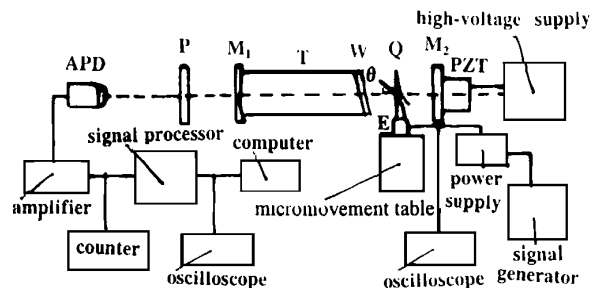 high-voltage supply
APD
P
M₁
T
W
Q
M₂
PZT
θ
E
signal processor
computer
amplifier
micromovement table
power
supply
counter
oscilloscope
oscilloscope
signal
generator